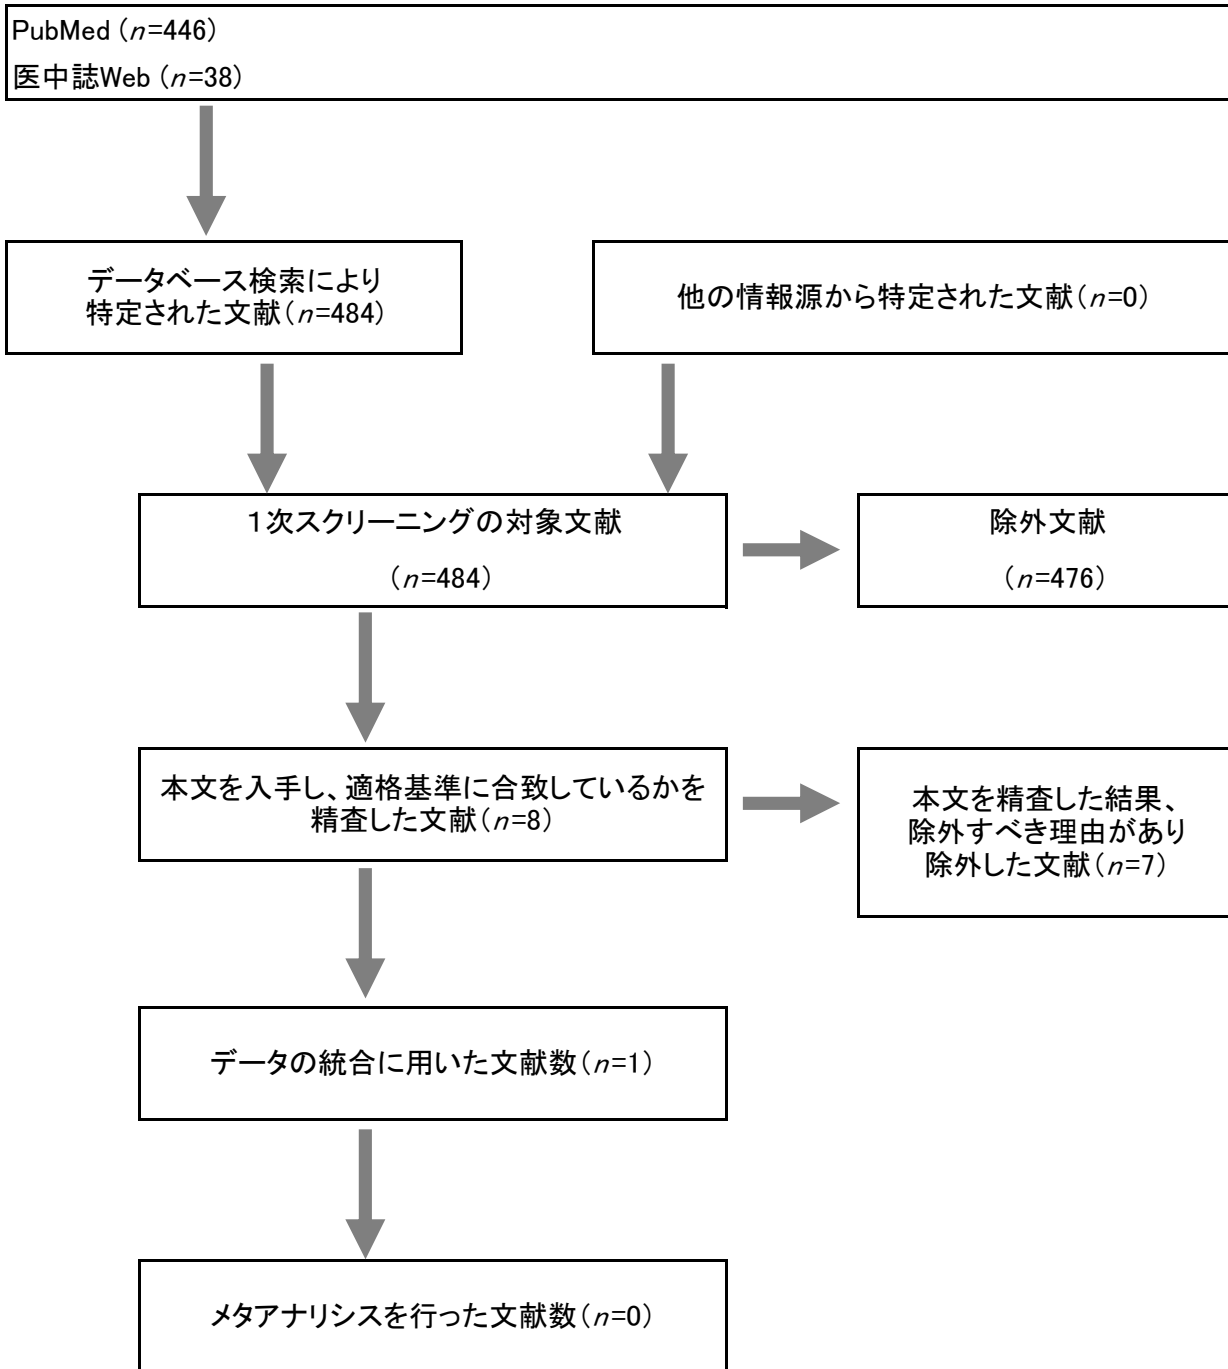 PubMed (n=446)
医中誌Web (n=38)
データベース検索により
特定された文献(n=484)
他の情報源から特定された文献(n=0)
1次スクリーニングの対象文献
(n=484)
除外文献
(n=476)
本文を入手し、適格基準に合致しているかを
精査した文献(n=8)
本文を精査した結果、
除外すべき理由があり
除外した文献(n=7)
データの統合に用いた文献数(n=1)
メタアナリシスを行った文献数(n=0)